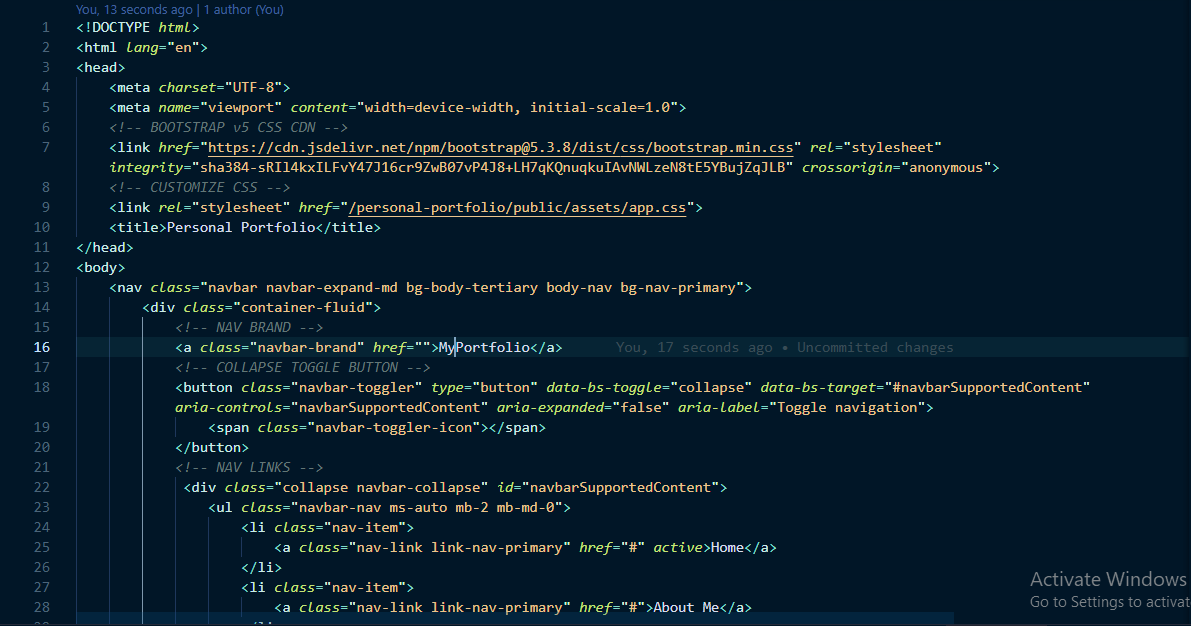 You, 13 seconds ago | 1 author (You)
1 <!DOCTYPE html>
2 <html lang="en">
3 <head>
4 <meta charset="UTF-8">
5 <meta name="viewport" content="width=device-width, initial-scale=1.0">
6 <!-- BOOTSTRAP v5 CSS CDN -->
7 <link href="https://cdn.jsdelivr.net/npm/bootstrap@5.3.8/dist/css/bootstrap.min.css" rel="stylesheet"
integrity="sha384-sRIl4kxILFvY47J16cr9ZwB07vP4J8+LH7qKQnuqkuIAvNWLzeN8tE5YBujZqJLB" crossorigin="anonymous">
8 <!-- CUSTOMIZE CSS -->
9 <link rel="stylesheet" href="/personal-portfolio/public/assets/app.css">
10 <title>Personal Portfolio</title>
11 </head>
12 <body>
13 <nav class="navbar navbar-expand-md bg-body-tertiary body-nav bg-nav-primary">
14 <div class="container-fluid">
15 <!-- NAV BRAND -->
16 <a class="navbar-brand" href="">MyPortfolio</a> You, 17 seconds ago • Uncommitted changes
17 <!-- COLLAPSE TOGGLE BUTTON -->
18 <button class="navbar-toggler" type="button" data-bs-toggle="collapse" data-bs-target="#navbarSupportedContent"
aria-controls="navbarSupportedContent" aria-expanded="false" aria-label="Toggle navigation">
19 <span class="navbar-toggler-icon"></span>
20 </button>
21 <!-- NAV LINKS -->
22 <div class="collapse navbar-collapse" id="navbarSupportedContent">
23 <ul class="navbar-nav ms-auto mb-2 mb-md-0">
24 <li class="nav-item">
25 <a class="nav-link link-nav-primary" href="#" active>Home</a>
26 </li>
27 <li class="nav-item">
28 <a class="nav-link link-nav-primary" href="#">About Me</a>
Activate Windows
Go to Settings to activat